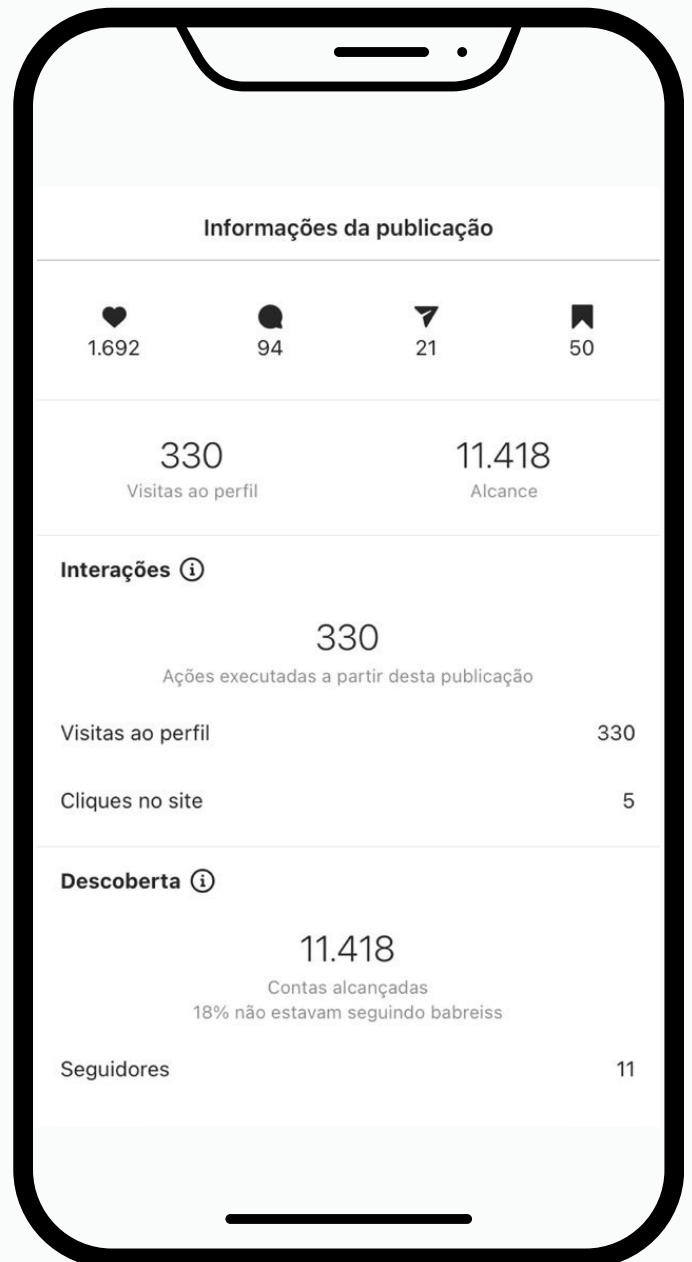 Informações da publicação
1.692 94 21 50
330 11.418
Visitas ao perfil Alcance
Interações
330
Ações executadas a partir desta publicação
Visitas ao perfil 330
Cliques no site 5
Descoberta
11.418
Contas alcançadas
18% não estavam seguindo babreiss
Seguidores 11